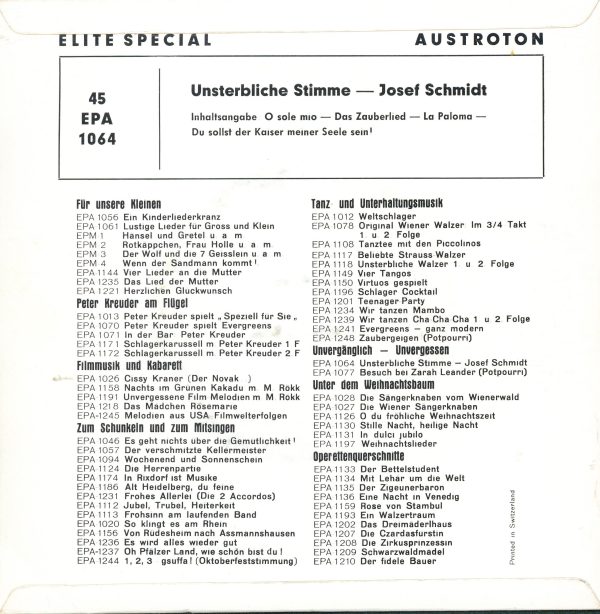 ELITE SPECIAL AUSTROTON
45
EPA
1064
Unsterbliche Stimme — Josef Schmidt
Inhaltsangabe O sole mio — Das Zauberlied — La Paloma —
Du sollst der Kaiser meiner Seele sein!
Für unsere Kleinen
EPA 1056 Ein Kinderliederkranz
EPA 1061 Lustige Lieder für Gross und Klein
EPM 1 Hansel und Gretel u a m
EPM 2 Rotkäppchen, Frau Holle u a m
EPM 3 Der Wolf und die 7 Geisslein u a m
EPM 4 Wenn der Sandmann kommt!
EPA 1144 Vier Lieder an die Mutter
EPA 1235 Das Lied der Mutter
EPA 1221 Herzlichen Gluckwunsch
Peter Kreuder am Flügel
EPA 1013 Peter Kreuder spielt „Speziell für Sie„
EPA 1070 Peter Kreuder spielt Evergreens
EPA 1071 In der Bar Peter Kreuder
EPA 1171 Schlagerkarussell m Peter Kreuder 1 F
EPA 1172 Schlagerkarussell m Peter Kreuder 2 F
Filmmusik und Kabarett
EPA 1026 Cissy Kraner (Der Novak )
EPA 1158 Nachts im Grünen Kakadu m M Rökk
EPA 1191 Unvergessene Film Melodien m M Rökk
EPA 1218 Das Mädchen Rosemarie
EPA-1245 Melodien aus USA Filmwelterfolgen
Zum Schunkeln und zum Mitsingen
EPA 1046 Es geht nichts über die Gemütlichkeit!
EPA 1057 Der verschmitzte Kellermeister
EPA 1094 Wochenend und Sonnenschein
EPA 1124 Die Herrenpartie
EPA 1174 In Rixdorf ist Musike
EPA 1186 Alt Heidelberg, du feine
EPA 1231 Frohes Allerlei (Die 2 Accordos)
EPA 1112 Jubel, Trubel, Heiterkeit
EPA 1113 Frohsinn am laufenden Band
EPA 1020 So klingt es am Rhein
EPA 1156 Von Rüdesheim nach Assmannshausen
EPA 1236 Es wird alles wieder gut
EPA-1237 Oh Pfälzer Land, wie schön bist du!
EPA-1244 1, 2, 3 gsuffa! (Oktoberfeststimmung)
Tanz und Unterhaltungsmusik
EPA 1012 Weltschlager
EPA 1078 Original Wiener Walzer Im 3/4 Takt
1 u 2 Folge
EPA 1108 Tanztee mit den Piccolinos
EPA 1117 Beliebte Strauss Walzer
EPA 1118 Unsterbliche Walzer 1 u 2 Folge
EPA 1149 Vier Tangos
EPA 1150 Virtuos gespielt
EPA 1196 Schlager Cocktail
EPA 1201 Teenager Party
EPA 1234 Wir tanzen Mambo
EPA 1239 Wir tanzen Cha Cha Cha 1 u 2 Folge
EPA 1241 Evergreens — ganz modern
EPA 1248 Zaubergeigen (Potpourri)
Unvergänglich — Unvergessen
EPA 1064 Unsterbliche Stimme — Josef Schmidt
EPA 1077 Besuch bei Zarah Leander (Potpourri)
Unter dem Weihnachtsbaum
EPA 1028 Die Sängerknaben vom Wienerwald
EPA 1027 Die Wiener Sängerknaben
EPA 1126 O du fröhliche Weihnachtszeit
EPA 1130 Stille Nacht, heilige Nacht
EPA 1131 In dulci jubilo
EPA 1197 Weihnachtslieder
Operettenquerschnitte
EPA 1133 Der Bettelstudent
EPA 1134 Mit Lehar um die Welt
EPA 1135 Der Zigeunerbaron
EPA 1136 Eine Nacht in Venedig
EPA 1159 Rose von Stambul
EPA 1193 Ein Walzertraum
EPA 1202 Das Dreimäderlhaus
EPA 1207 Die Czardasfürstin
EPA 1208 Die Zirkusprinzessin
EPA 1209 Schwarzwaldmädel
EPA 1210 Der fidele Bauer
Printed in Switzerland